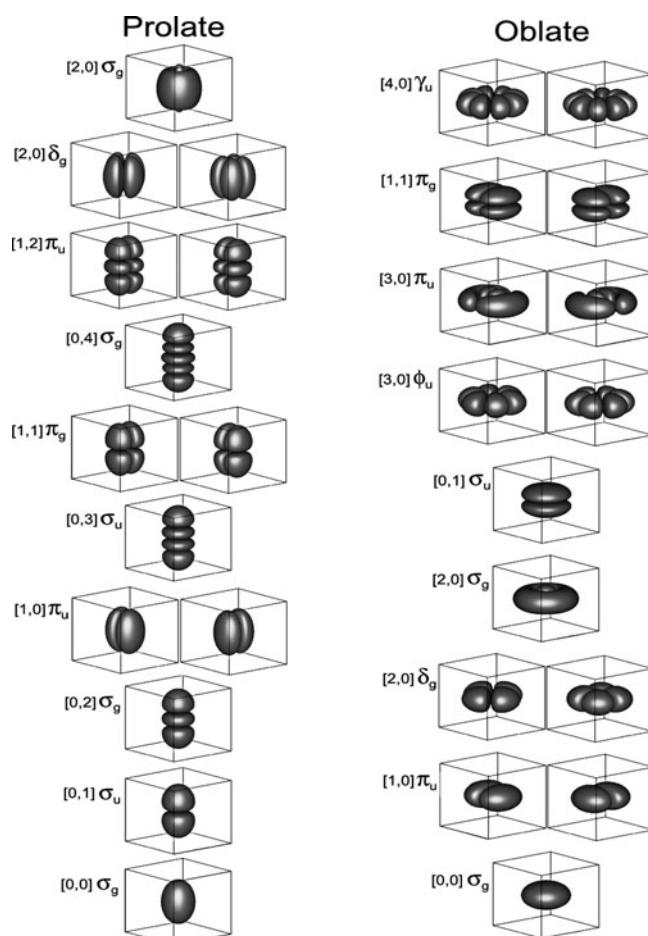 Prolate
[2,0] σg
[2,0] δg
[1,2] πu
[0,4] σg
[1,1] πg
[0,3] σu
[1,0] πu
[0,2] σg
[0,1] σu
[0,0] σg
Oblate
[4,0] γu
[1,1] πg
[3,0] πu
[3,0] ϕu
[0,1] σu
[2,0] σg
[2,0] δg
[1,0] πu
[0,0] σg